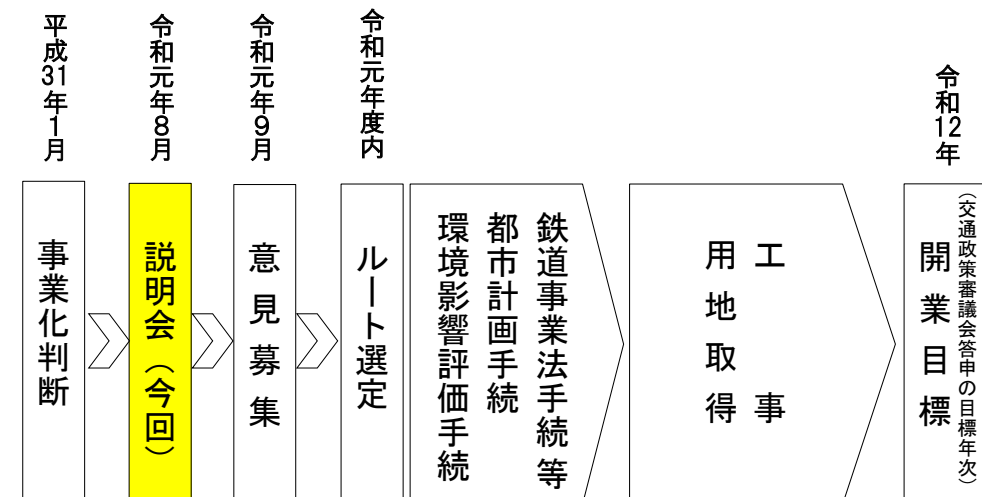 平成31年1月
令和元年8月
令和元年9月
令和元年度内
令和12年
事業化判断
説明会（今回）
意見募集
ルート選定
鉄道事業法手続等
都市計画手続
環境影響評価手続
工事
用地取得
開業目標
（交通政策審議会答申の目標年次）